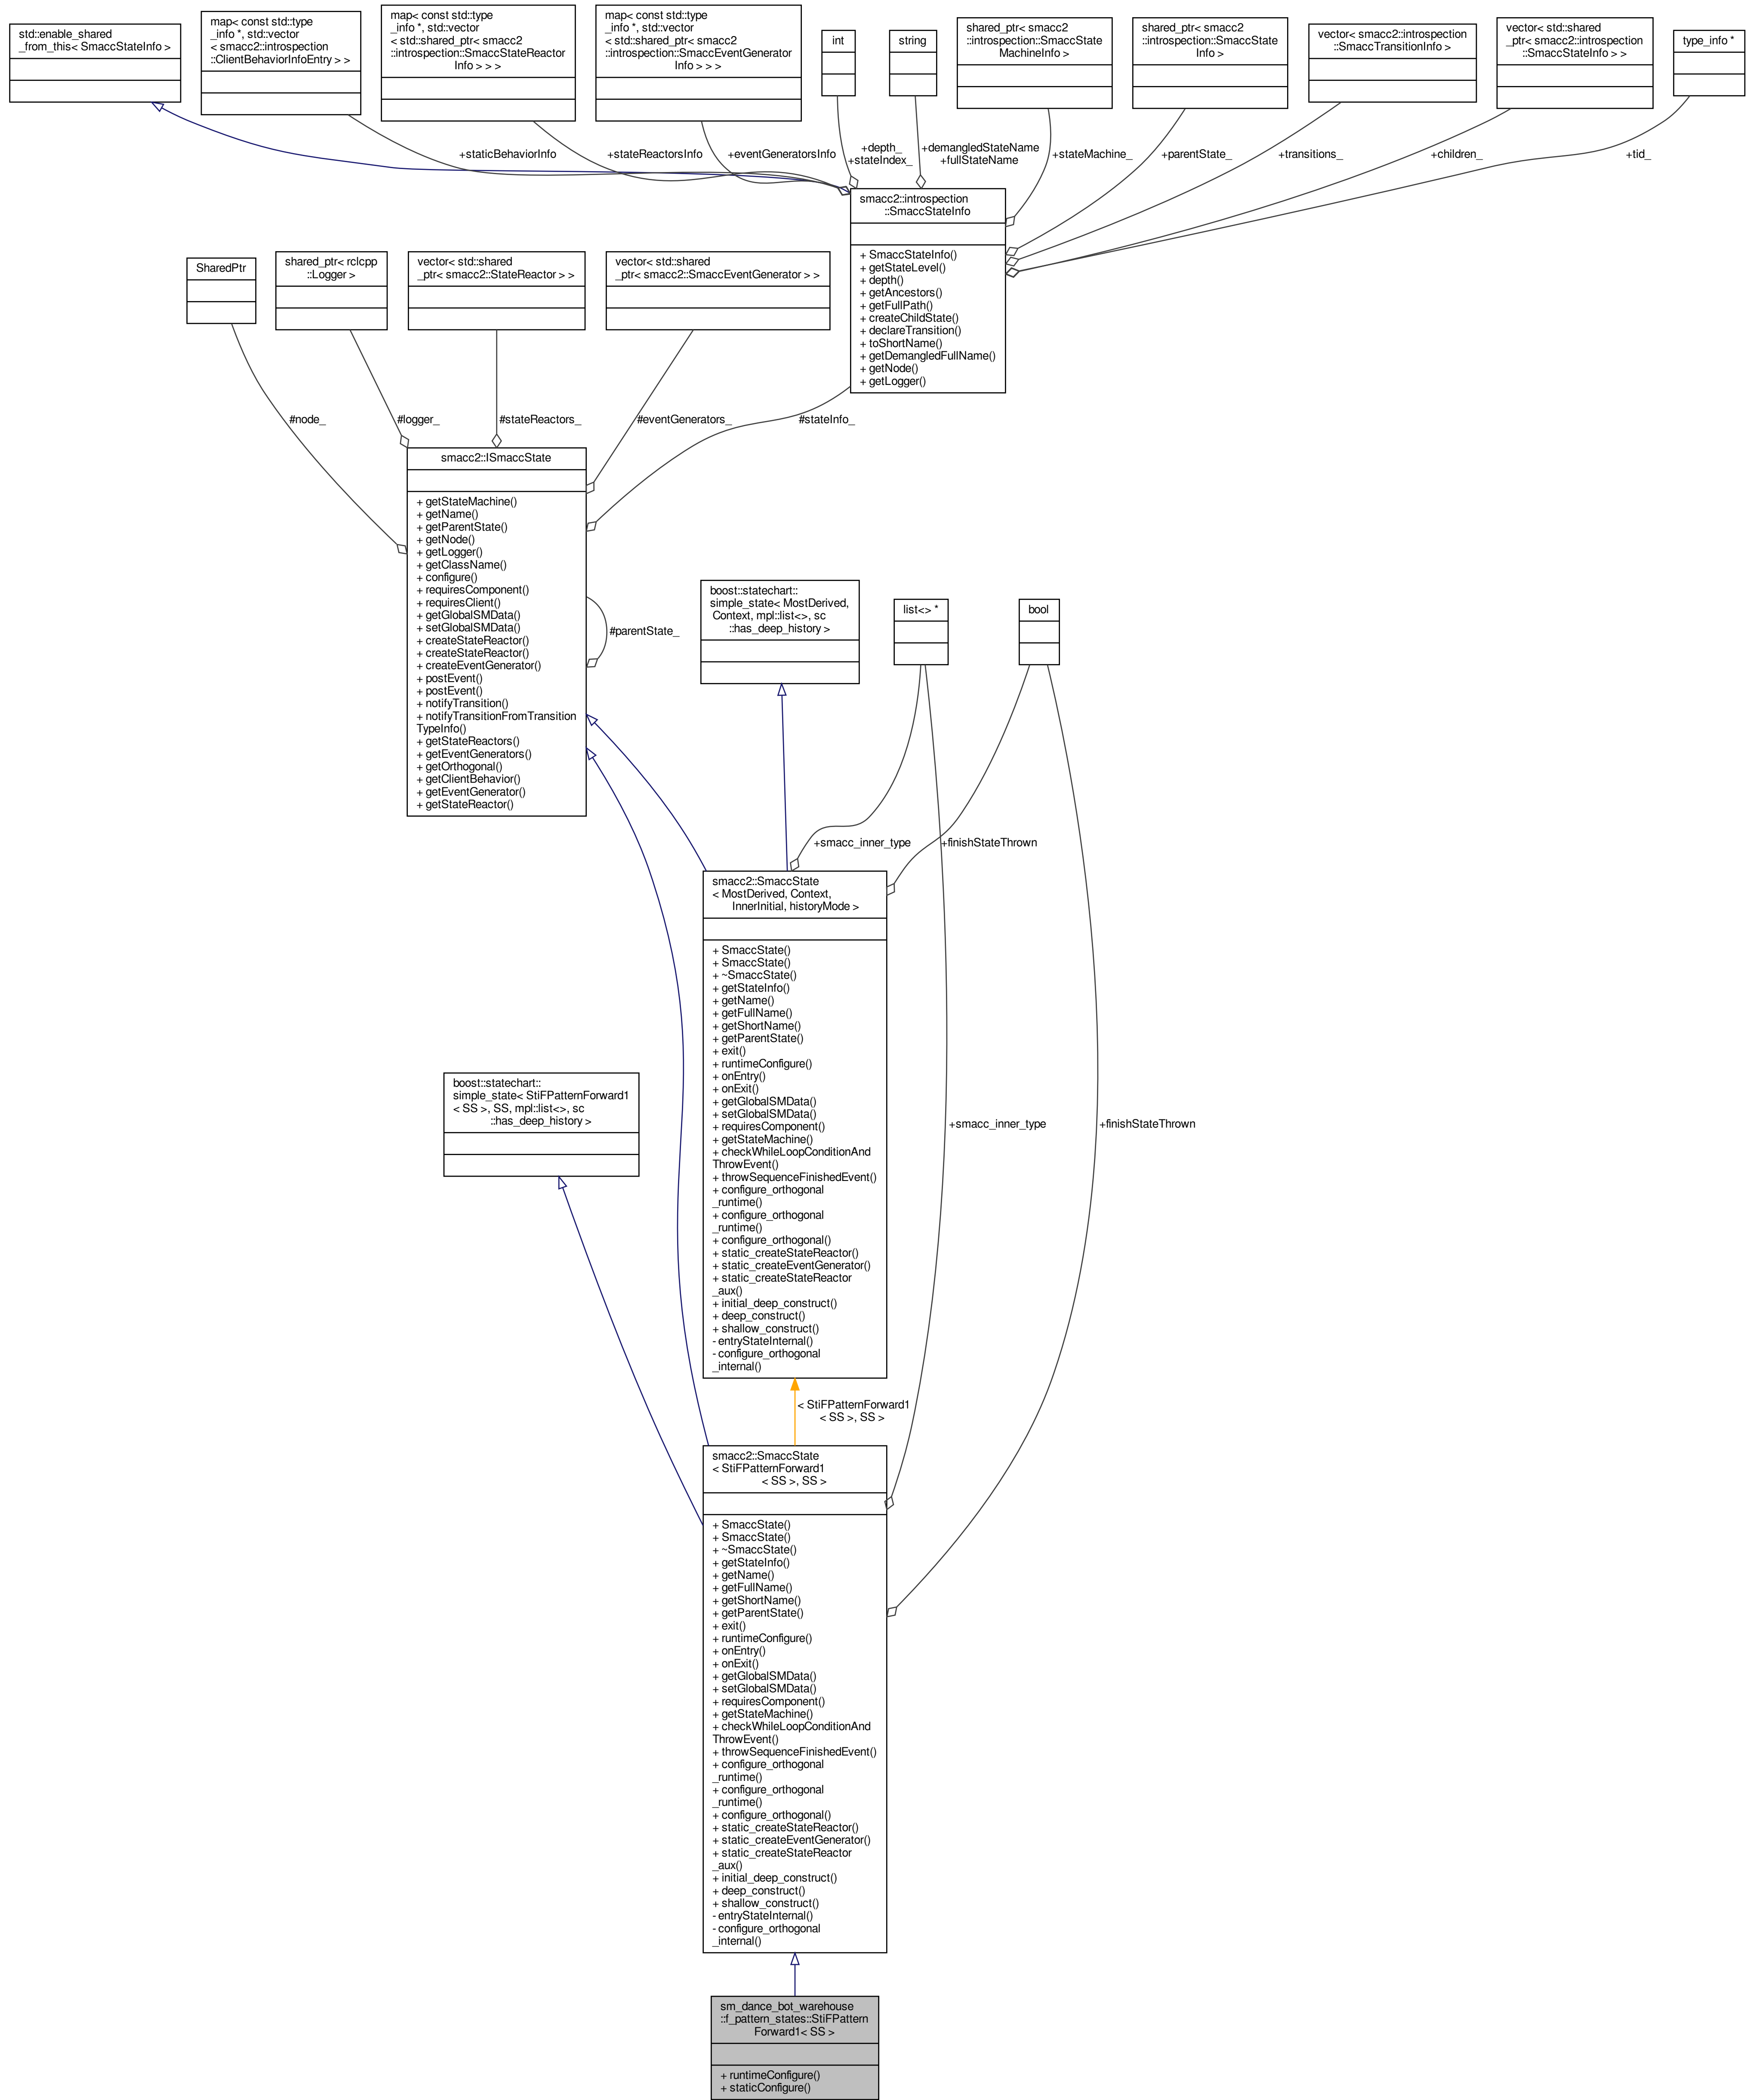 std::enable_shared
_from_this< SmaccStateInfo >
map< const std::type
_info *, std::vector
< smacc2::introspection
::ClientBehaviorInfoEntry > >
map< const std::type
_info *, std::vector
< std::shared_ptr< smacc2
::introspection::SmaccStateReactor
Info > > >
map< const std::type
_info *, std::vector
< std::shared_ptr< smacc2
::introspection::SmaccEventGenerator
Info > > >
int
string
shared_ptr< smacc2
::introspection::SmaccState
MachineInfo >
shared_ptr< smacc2
::introspection::SmaccState
Info >
vector< smacc2::introspection
::SmaccTransitionInfo >
vector< std::shared
_ptr< smacc2::introspection
::SmaccStateInfo > >
type_info *
+staticBehaviorInfo
+stateReactorsInfo
+eventGeneratorsInfo
+depth_
+stateIndex_
+demangledStateName
+fullStateName
+stateMachine_
+parentState_
+transitions_
+children_
+tid_
smacc2::introspection
::SmaccStateInfo
+ SmaccStateInfo()
+ getStateLevel()
+ depth()
+ getAncestors()
+ getFullPath()
+ createChildState()
+ declareTransition()
+ toShortName()
+ getDemangledFullName()
+ getNode()
+ getLogger()
SharedPtr
shared_ptr< rclcpp
::Logger >
vector< std::shared
_ptr< smacc2::StateReactor > >
vector< std::shared
_ptr< smacc2::SmaccEventGenerator > >
#node_
#logger_
#stateReactors_
#eventGenerators_
#stateInfo_
smacc2::ISmaccState
+ getStateMachine()
+ getName()
+ getParentState()
+ getNode()
+ getLogger()
+ getClassName()
+ configure()
+ requiresComponent()
+ requiresClient()
+ getGlobalSMData()
+ setGlobalSMData()
+ createStateReactor()
+ createStateReactor()
+ createEventGenerator()
+ postEvent()
+ postEvent()
+ notifyTransition()
+ notifyTransitionFromTransition
TypeInfo()
+ getStateReactors()
+ getEventGenerators()
+ getOrthogonal()
+ getClientBehavior()
+ getEventGenerator()
+ getStateReactor()
#parentState_
boost::statechart::
simple_state< MostDerived,
Context, mpl::list<>, sc
::has_deep_history >
list<> *
bool
+smacc_inner_type
+finishStateThrown
smacc2::SmaccState
< MostDerived, Context,
InnerInitial, historyMode >
+ SmaccState()
+ SmaccState()
+ ~SmaccState()
+ getStateInfo()
+ getName()
+ getFullName()
+ getShortName()
+ getParentState()
+ exit()
+ runtimeConfigure()
+ onEntry()
+ onExit()
+ getGlobalSMData()
+ setGlobalSMData()
+ requiresComponent()
+ getStateMachine()
+ checkWhileLoopConditionAnd
ThrowEvent()
+ throwSequenceFinishedEvent()
+ configure_orthogonal
_runtime()
+ configure_orthogonal
_runtime()
+ configure_orthogonal()
+ static_createStateReactor()
+ static_createEventGenerator()
+ static_createStateReactor
_aux()
+ initial_deep_construct()
+ deep_construct()
+ shallow_construct()
- entryStateInternal()
- configure_orthogonal
_internal()
boost::statechart::
simple_state< StiFPatternForward1
< SS >, SS, mpl::list<>, sc
::has_deep_history >
+smacc_inner_type
+finishStateThrown
< StiFPatternForward1
< SS >, SS >
smacc2::SmaccState
< StiFPatternForward1
< SS >, SS >
+ SmaccState()
+ SmaccState()
+ ~SmaccState()
+ getStateInfo()
+ getName()
+ getFullName()
+ getShortName()
+ getParentState()
+ exit()
+ runtimeConfigure()
+ onEntry()
+ onExit()
+ getGlobalSMData()
+ setGlobalSMData()
+ requiresComponent()
+ getStateMachine()
+ checkWhileLoopConditionAnd
ThrowEvent()
+ throwSequenceFinishedEvent()
+ configure_orthogonal
_runtime()
+ configure_orthogonal
_runtime()
+ configure_orthogonal()
+ static_createStateReactor()
+ static_createEventGenerator()
+ static_createStateReactor
_aux()
+ initial_deep_construct()
+ deep_construct()
+ shallow_construct()
- entryStateInternal()
- configure_orthogonal
_internal()
sm_dance_bot_warehouse
::f_pattern_states::StiFPattern
Forward1< SS >
+ runtimeConfigure()
+ staticConfigure()